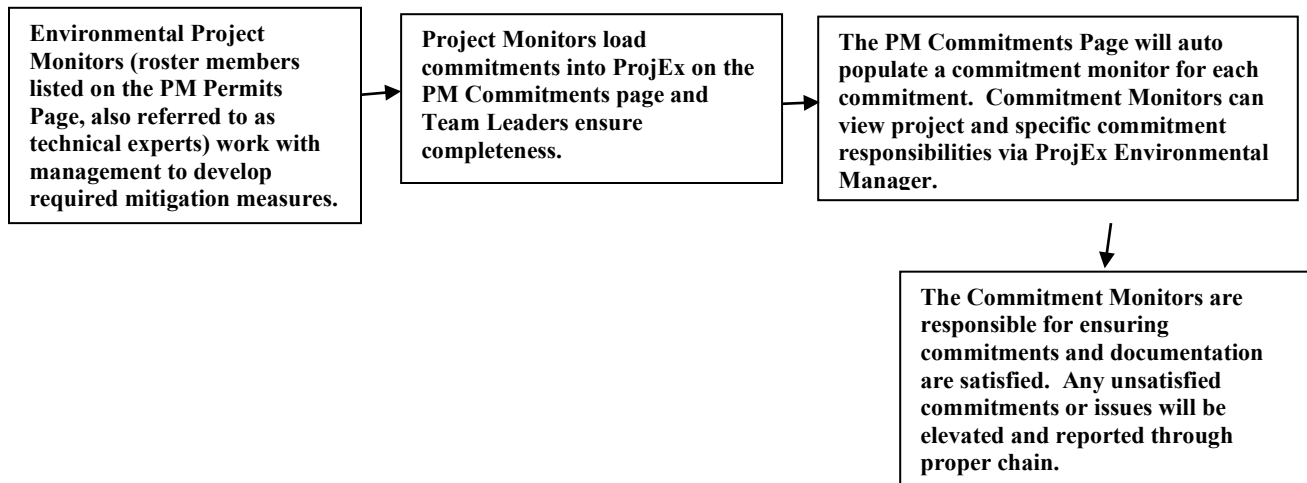 Environmental Project
Monitors (roster members
listed on the PM Permits
Page, also referred to as
technical experts) work with
management to develop
required mitigation measures.
Project Monitors load
commitments into ProjEx on the
PM Commitments page and
Team Leaders ensure
completeness.
The PM Commitments Page will auto
populate a commitment monitor for each
commitment.  Commitment Monitors can
view project and specific commitment
responsibilities via ProjEx Environmental
Manager.
The Commitment Monitors are
responsible for ensuring
commitments and documentation
are satisfied.  Any unsatisfied
commitments or issues will be
elevated and reported through
proper chain.